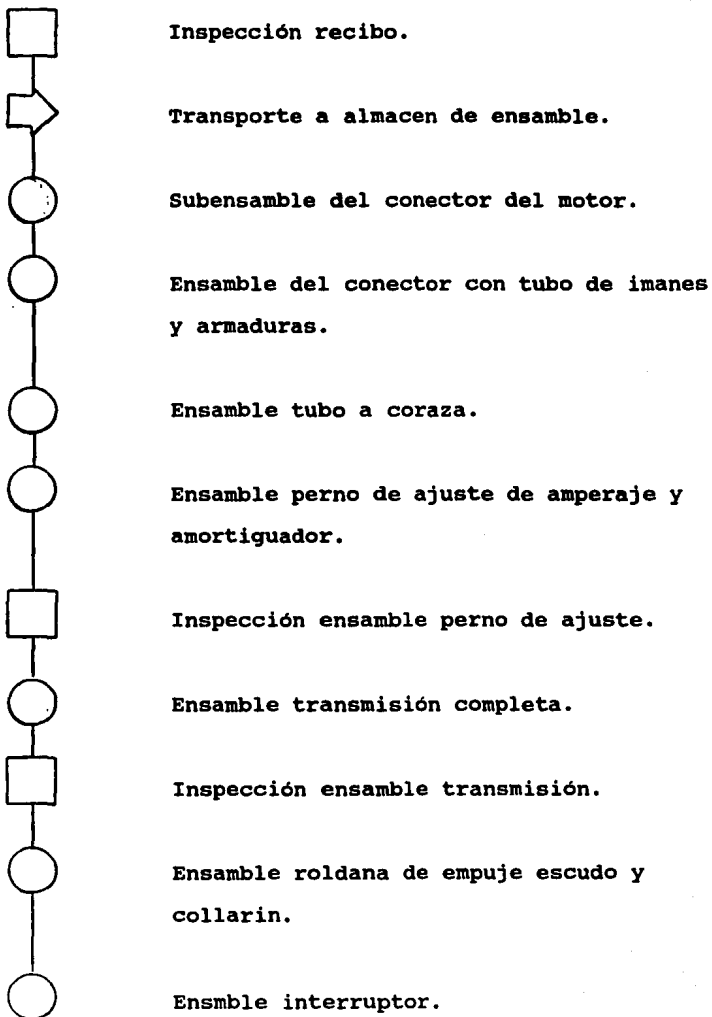 Inspección recibo.
Transporte a almacen de ensamble.
Subensamble del conector del motor.
Ensamble del conector con tubo de imanes
y armaduras.
Ensamble tubo a coraza.
Ensamble perno de ajuste de amperaje y
amortiguador.
Inspección ensamble perno de ajuste.
Ensamble transmisión completa.
Inspección ensamble transmisión.
Ensamble roldana de empuje escudo y
collarin.
Ensmble interruptor.